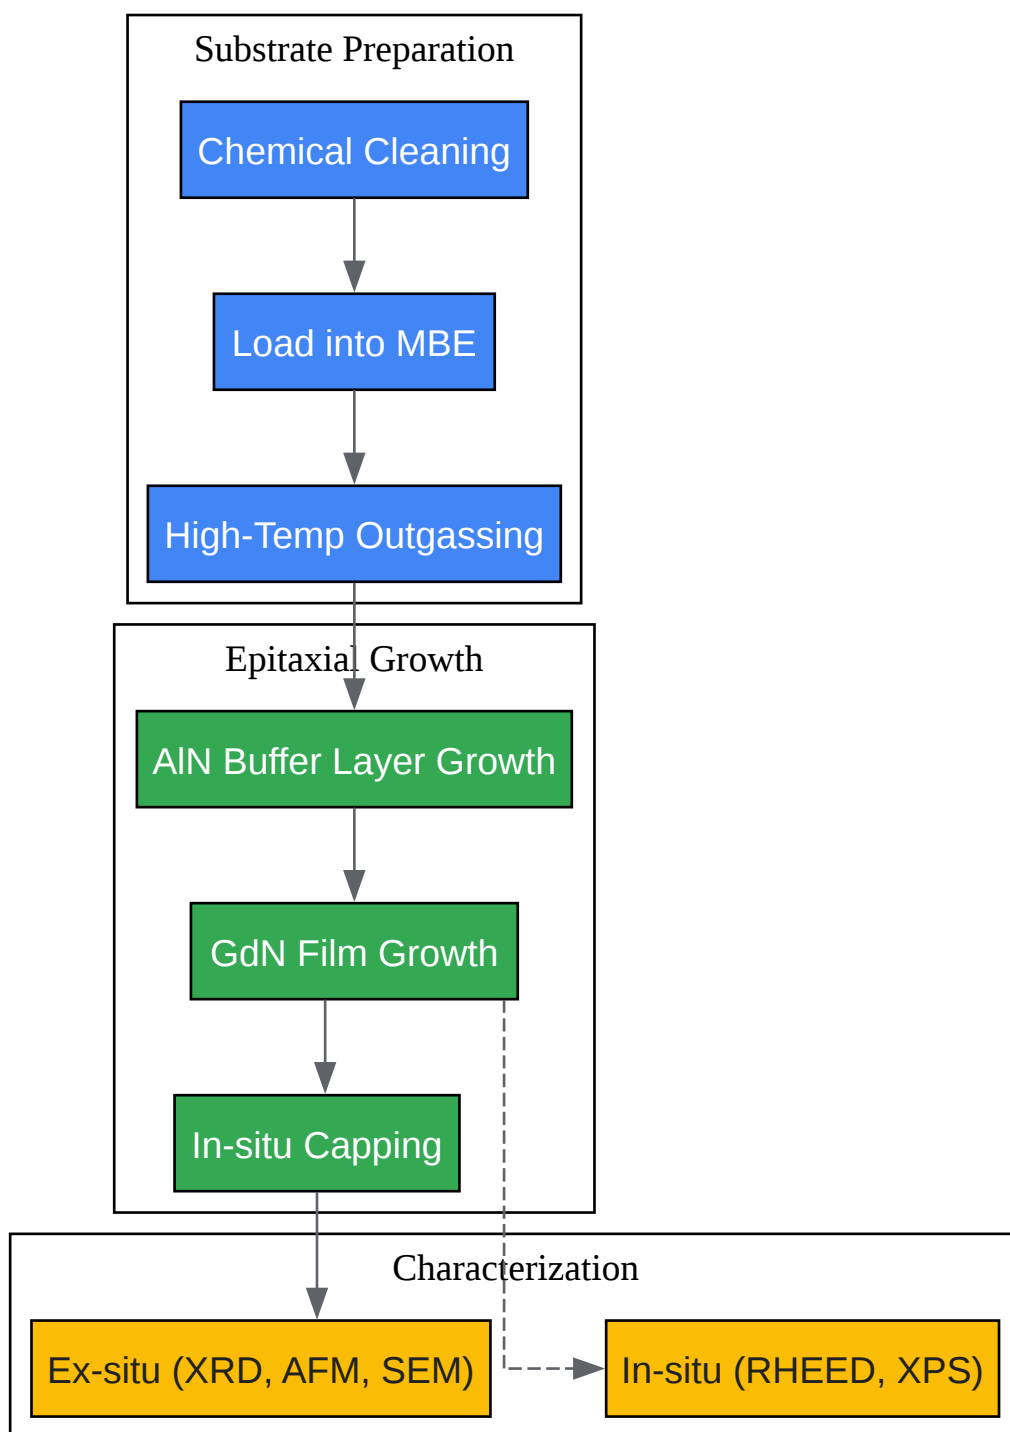 Substrate Preparation
Chemical Cleaning
Load into MBE
High-Temp Outgassing
Epitaxial Growth
AlN Buffer Layer Growth
GdN Film Growth
In-situ Capping
Characterization
Ex-situ (XRD, AFM, SEM)
In-situ (RHEED, XPS)